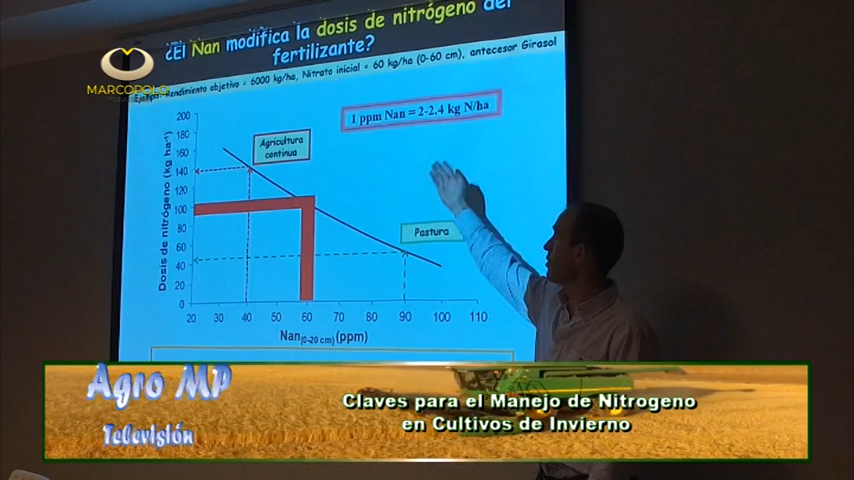 ¿El Nan modifica la dosis de nitrógeno del
fertilizante?
MARCOPOLO
Ejemplo: Rendimiento objetivo = 6000 kg/ha, Nitrato inicial = 60 kg/ha (0-60 cm), antecesor Girasol
1 ppm Nan = 2-2.4 kg N/ha
Agricultura
continua
Pastura
Dosis de nitrógeno (kg ha-1)
200
180
160
140
120
100
80
60
40
20
0
20 30 40 50 60 70 80 90 100 110
Nan(0-20 cm) (ppm)
Agro MP
Televisión
Claves para el Manejo de Nitrogeno
en Cultivos de Invierno